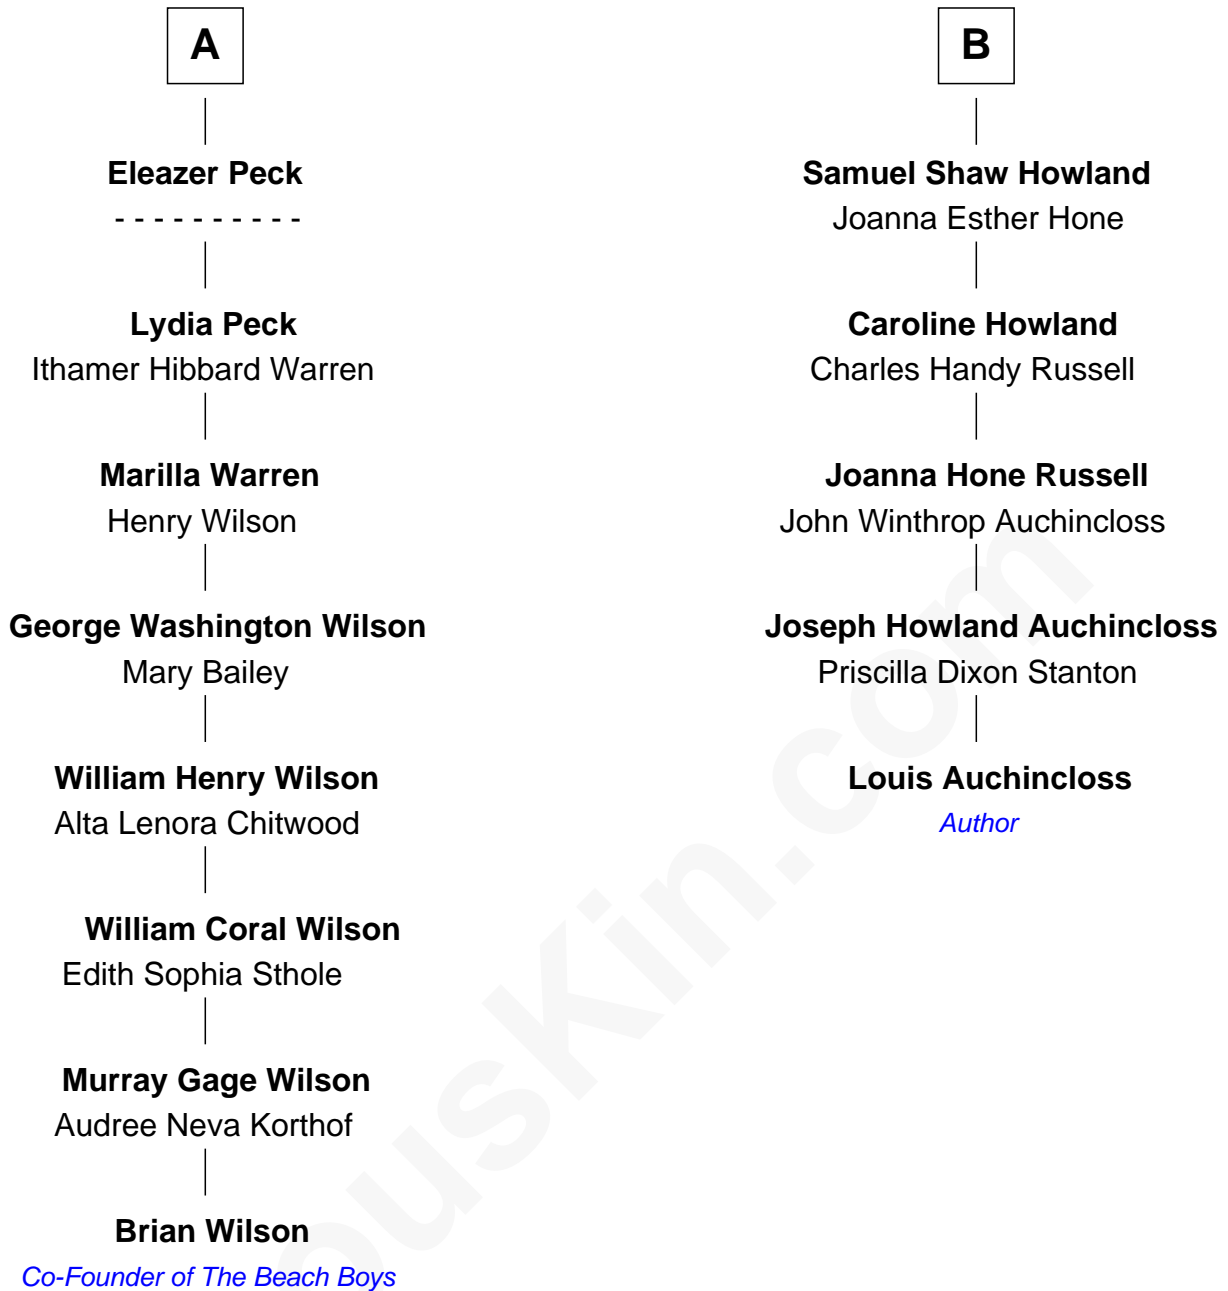 A
Eleazer Peck
- - - - - - - - - -
Lydia Peck
Ithamer Hibbard Warren
Marilla Warren
Henry Wilson
George Washington Wilson
Mary Bailey
William Henry Wilson
Alta Lenora Chitwood
William Coral Wilson
Edith Sophia Sthole
Murray Gage Wilson
Audree Neva Korthof
Brian Wilson
Co-Founder of The Beach Boys
B
Samuel Shaw Howland
Joanna Esther Hone
Caroline Howland
Charles Handy Russell
Joanna Hone Russell
John Winthrop Auchincloss
Joseph Howland Auchincloss
Priscilla Dixon Stanton
Louis Auchincloss
Author
ousKin.com